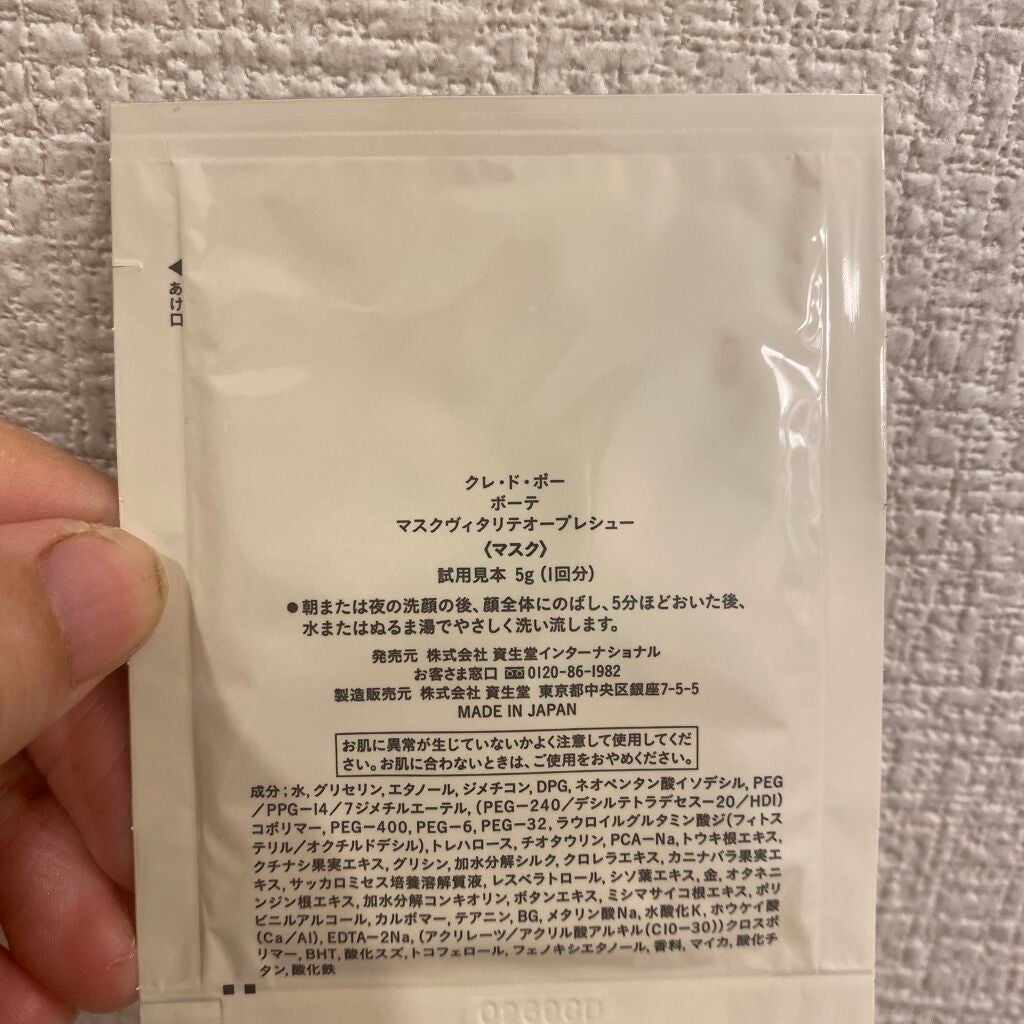 ◀あけ口
クレ・ド・ポー
ボーテ
マスクヴィタリテオープレシュー
〈マスク〉
試用見本 5g (1回分)
●朝または夜の洗顔の後、顔全体にのばし、5分ほどおいた後、
水またはぬるま湯でやさしく洗い流します。
発売元 株式会社 資生堂インターナショナル
お客さま窓口 0120-86-1982
製造販売元 株式会社 資生堂 東京都中央区銀座7-5-5
MADE IN JAPAN
お肌に異常が生じていないかよく注意して使用してくだ
さい。お肌に合わないときは、ご使用をおやめください。
成分；水, グリセリン, エタノール, ジメチコン, DPG, ネオペンタン酸イソデシル, PEG
/PPG-14/7ジメチルエーテル, (PEG-240/デシルテトラデセス-20/HDI)
コポリマー, PEG-400, PEG-6, PEG-32, ラウロイルグルタミン酸ジ(フィトス
テリル/オクチルドデシル), トレハロース, チオタウリン, PCA-Na, トウキ根エキス,
クチナシ果実エキス, グリシン, 加水分解シルク, クロレラエキス, カニナバラ果実エ
キス, サッカロミセス培養溶解質液, レスベラトロール, シソ葉エキス, 金, オタネニ
ンジン根エキス, 加水分解コンキオリン, ボタンエキス, ミシマサイコ根エキス, ポリ
ビニルアルコール, カルボマー, テアニン, BG, メタリン酸Na, 水酸化K, ホウケイ酸
(Ca/Al), EDTA-2Na, (アクリレーツ/アクリル酸アルキル(C10-30))クロスポ
リマー, BHT, 酸化スズ, トコフェロール, フェノキシエタノール, 香料, マイカ, 酸化チ
タン, 酸化鉄